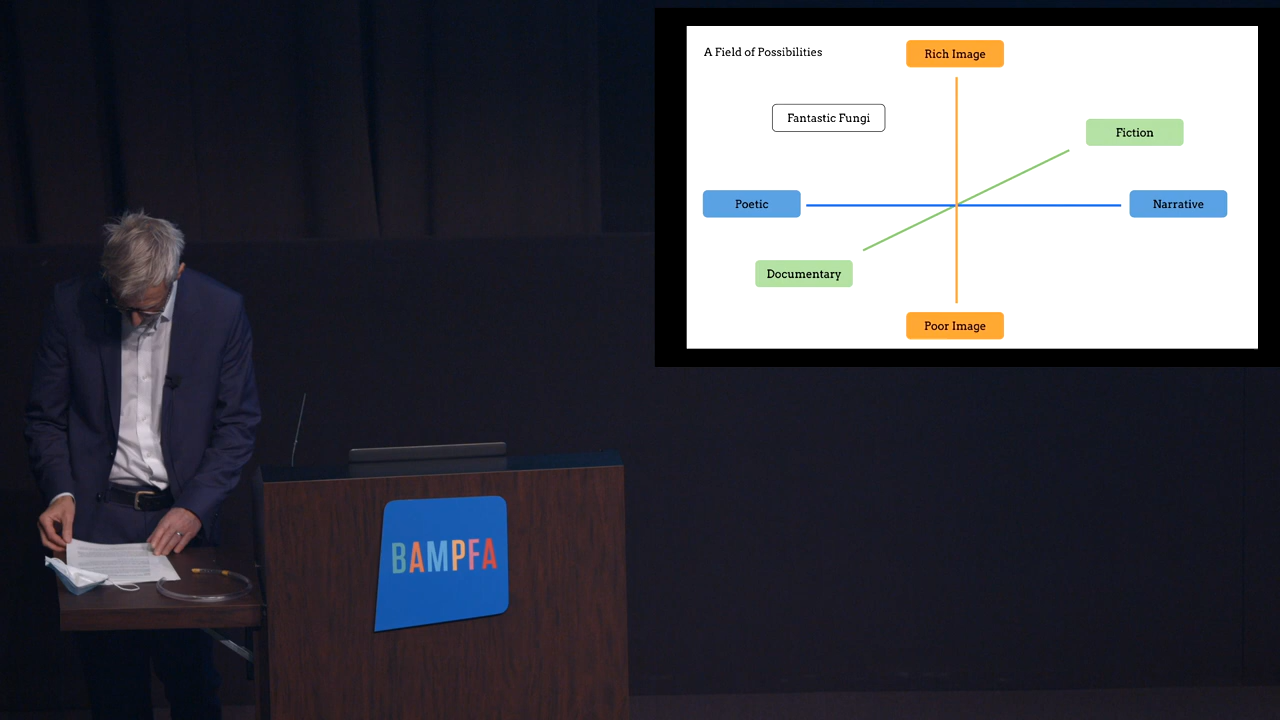 A Field of Possibilities
Rich Image
Fantastic Fungi
Fiction
Poetic
Narrative
Documentary
Poor Image
BAMPFA